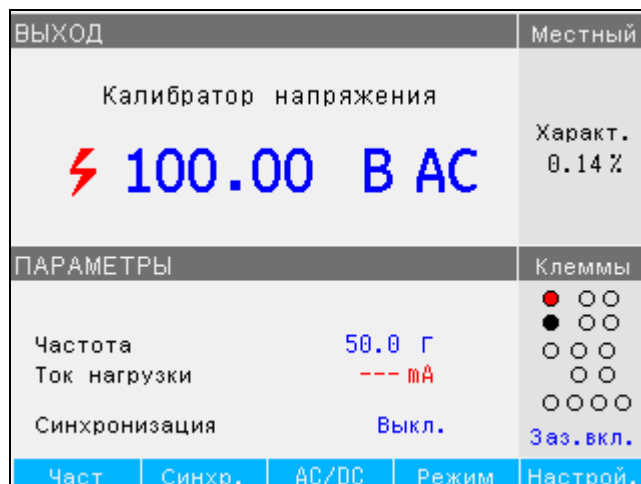 ВЫХОД Местный
Калибратор напряжения
Характ.
100.00 В AC
0.14 %
ПАРАМЕТРЫ Клеммы
Частота 50.0 Г
Ток нагрузки --- mA
Синхронизация Выкл.
Заз.вкл.
Част Синхр. AC/DC Режим Настрой.